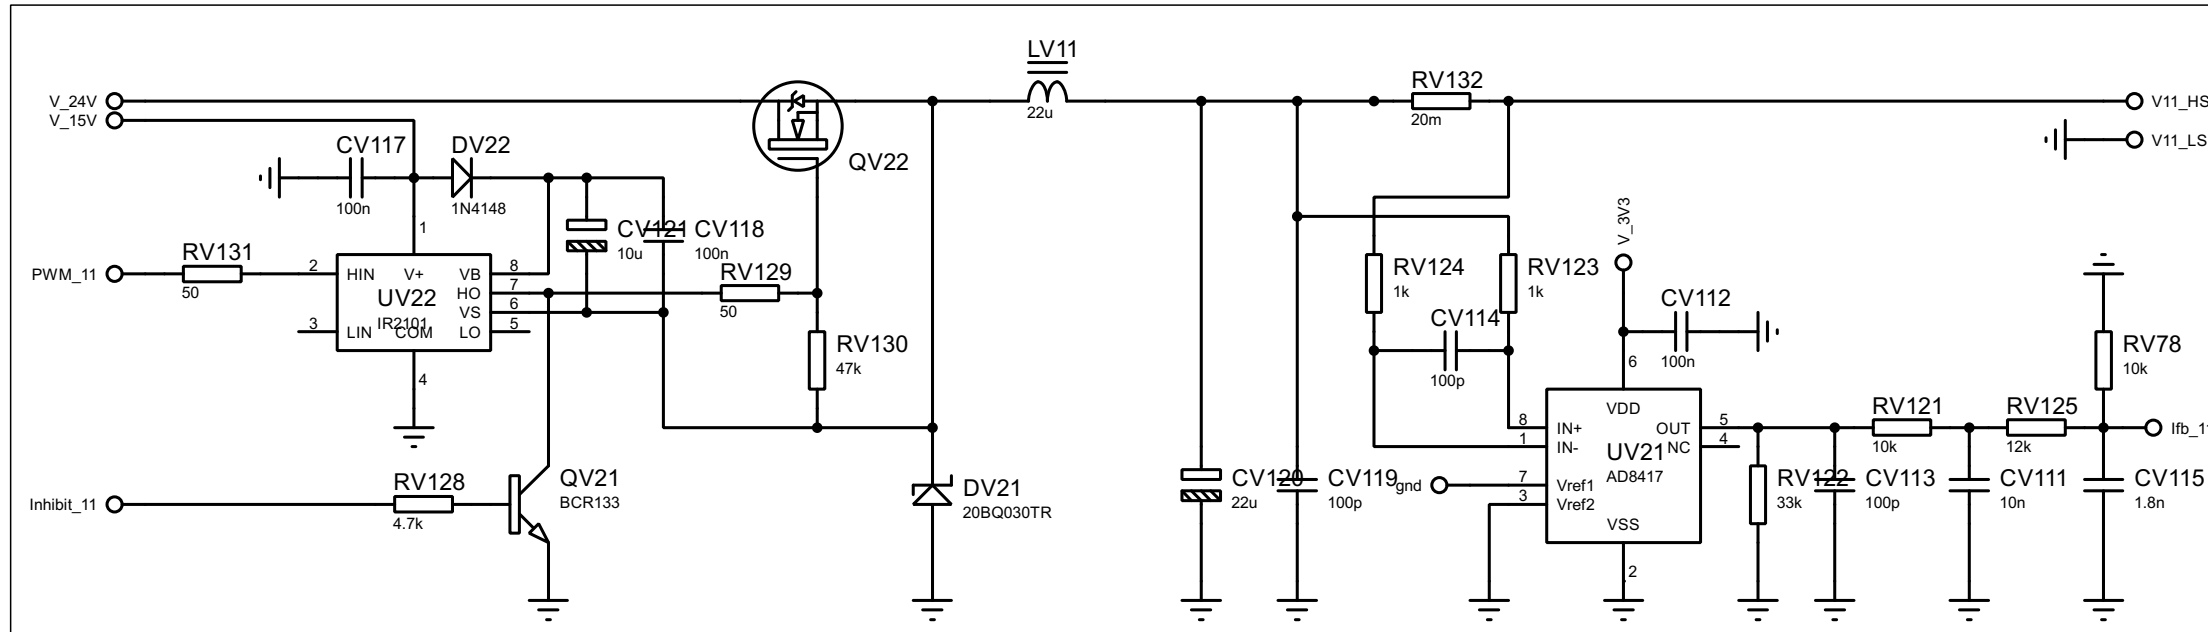 LV11
22u
RV132
20m
V_24V
V_15V
V11_HS
V11_LS
CV117
100n
DV22
1N4148
QV22
1
CV121
10u
CV118
100n
V_3V3
PWM_11
RV131
50
2
HIN
V+
VB
8
HO
7
VS
6
UV22
IR2101
3
LIN
COM
LO
5
4
RV129
50
RV130
47k
RV124
1k
RV123
1k
CV114
100p
CV112
100n
6
RV78
10k
VDD
8
IN+
1
IN-
OUT
5
NC
4
UV21
AD8417
7
Vref1
3
Vref2
VSS
2
gnd
RV121
10k
RV125
12k
Ifb_11
Inhibit_11
RV128
4.7k
QV21
BCR133
DV21
20BQ030TR
CV120
22u
CV119
100p
RV122
33k
CV113
100p
CV111
10n
CV115
1.8n